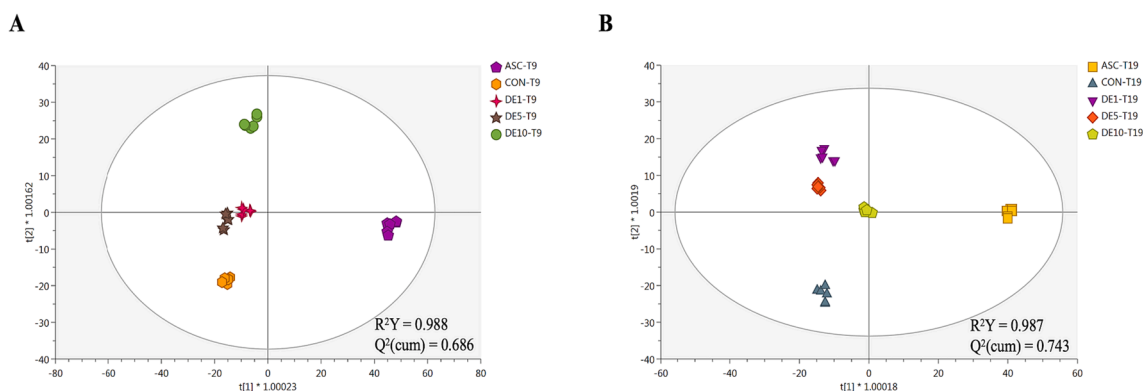 A
40
30
20
10
0
-10
-20
-30
-40
t[2] * 1.00162
-80
-60
-40
-20
0
20
40
60
80
t[1] * 1.00023
R²Y = 0.988
Q²(cum) = 0.686
ASC-T9
CON-T9
DE1-T9
DE5-T9
DE10-T9
B
40
30
20
10
0
-10
-20
-30
-40
t[2] * 1.0019
-60
-40
-20
0
20
40
60
t[1] * 1.00018
R²Y = 0.987
Q²(cum) = 0.743
ASC-T19
CON-T19
DE1-T19
DE5-T19
DE10-T19